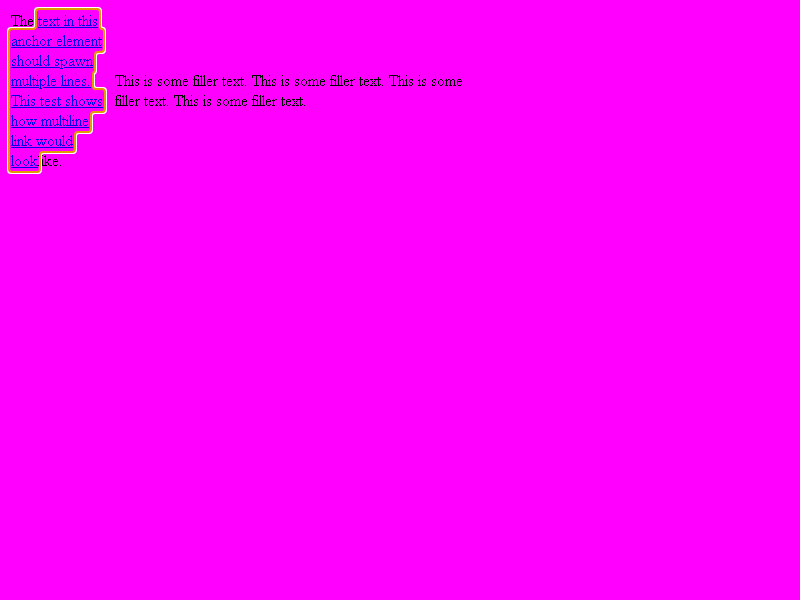 The text in this
anchor element
should spawn
multiple lines.
This test shows
how multiline
link would
look like.
This is some filler text. This is some filler text. This is some
filler text. This is some filler text.